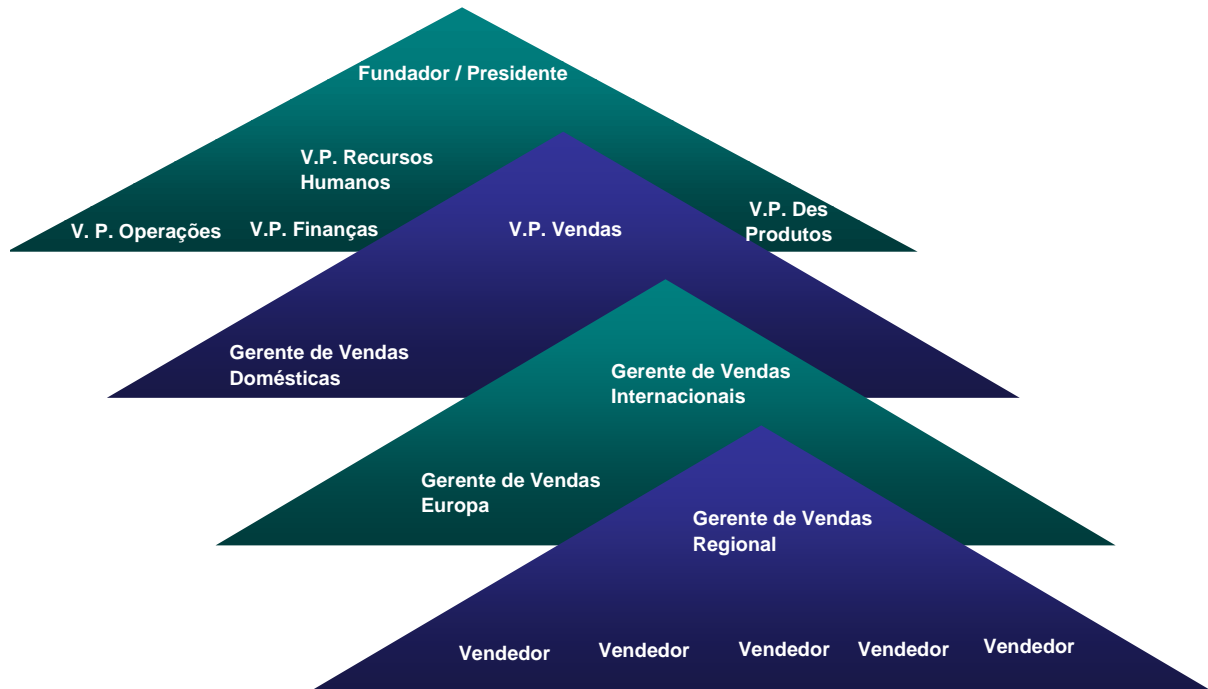 Fundador / Presidente
V.P. Recursos
Humanos
V. P. Operações
V.P. Finanças
V.P. Vendas
V.P. Des
Produtos
Gerente de Vendas
Domésticas
Gerente de Vendas
Internacionais
Gerente de Vendas
Europa
Gerente de Vendas
Regional
Vendedor
Vendedor
Vendedor
Vendedor
Vendedor